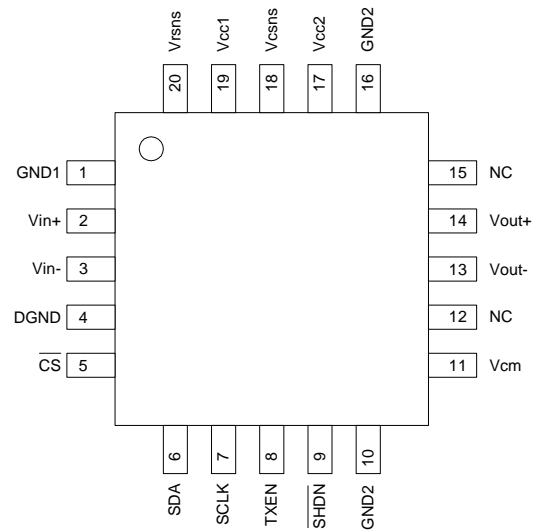 Vrsns
Vcc1
Vcsns
Vcc2
GND2
20
19
18
17
16
GND1 1
15 NC
Vin+ 2
14 Vout+
Vin- 3
13 Vout-
DGND 4
12 NC
C̅S̅ 5
11 Vcm
6
7
8
9
10
SDA
SCLK
TXEN
S̅H̅D̅N̅
GND2